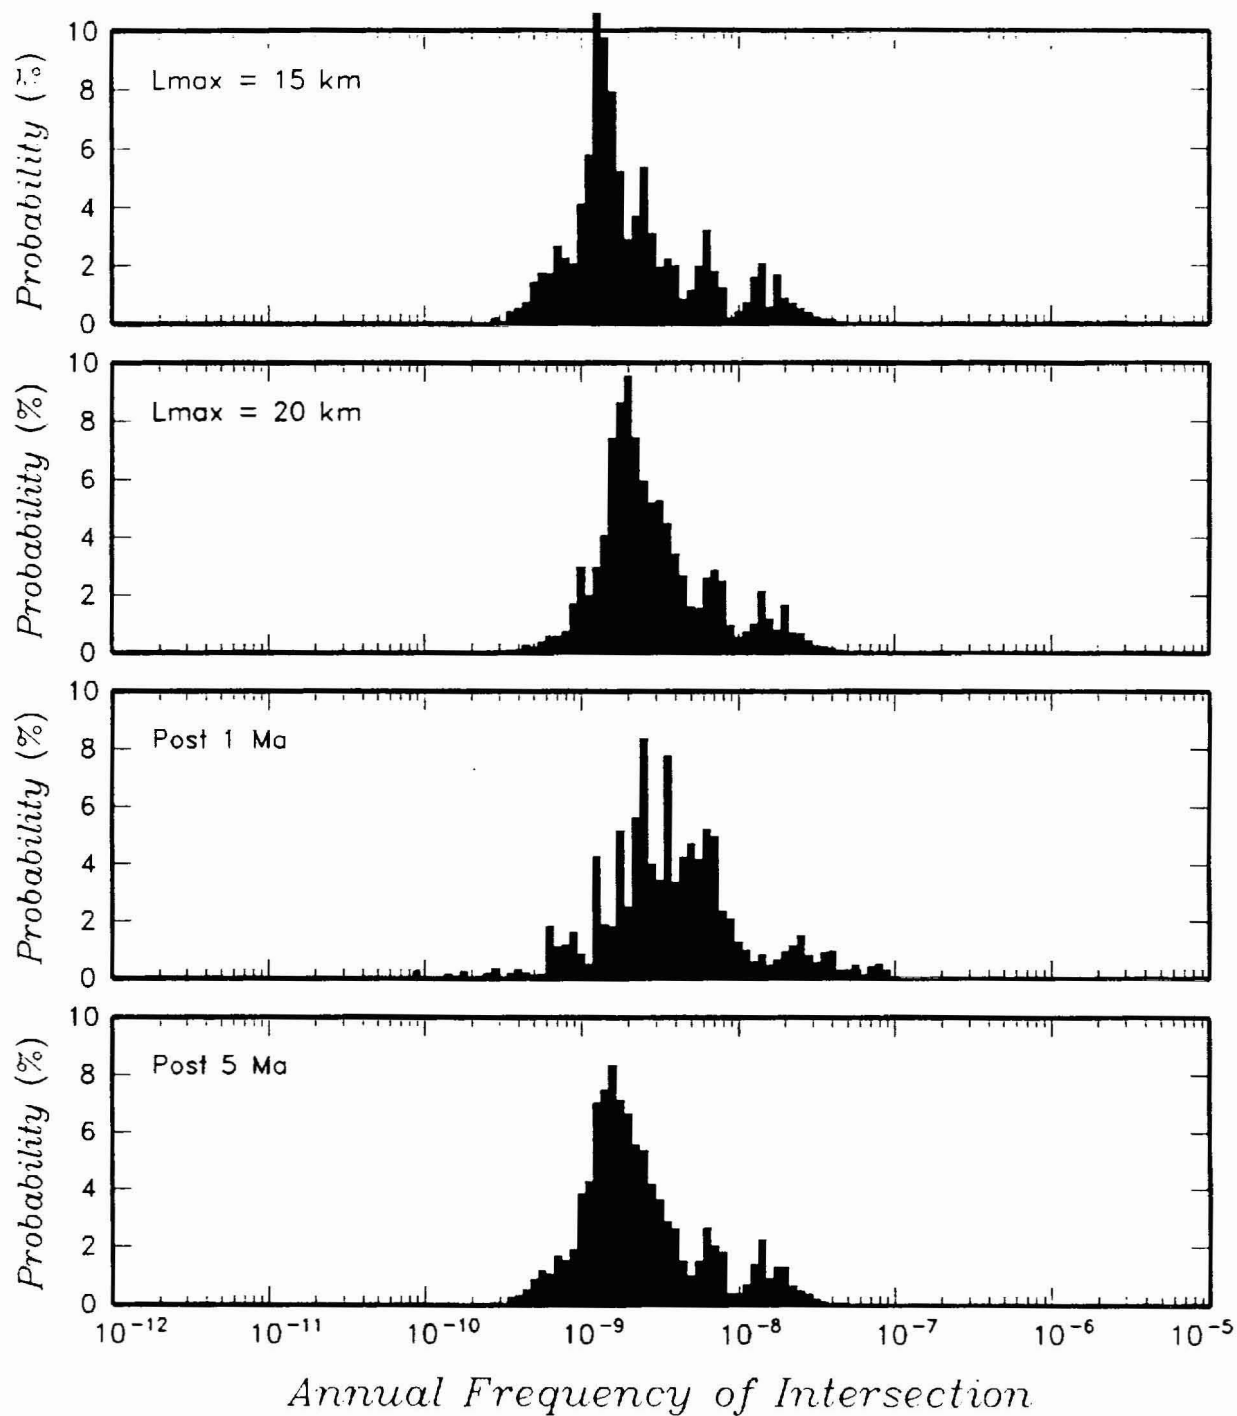 10
8
6
4
2
0
Probability (%)
Lmax = 15 km
10
8
6
4
2
0
Probability (%)
Lmax = 20 km
10
8
6
4
2
0
Probability (%)
Post 1 Ma
10
8
6
4
2
0
Probability (%)
Post 5 Ma
10⁻¹² 10⁻¹¹ 10⁻¹⁰ 10⁻⁹ 10⁻⁸ 10⁻⁷ 10⁻⁶ 10⁻⁵
Annual Frequency of Intersection